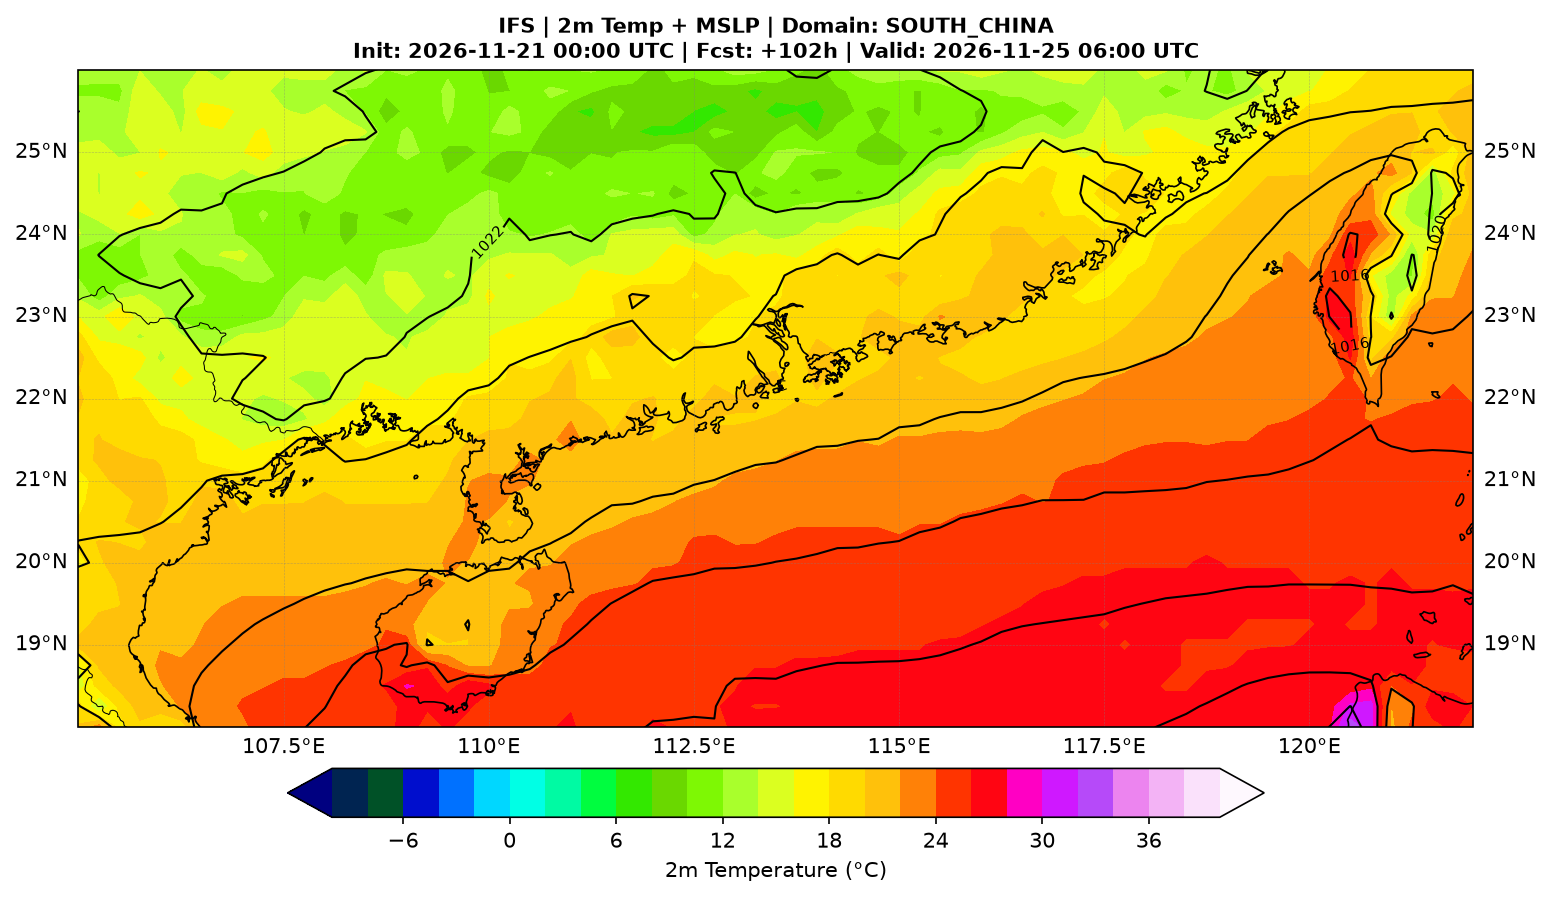 IFS | 2m Temp + MSLP | Domain: SOUTH_CHINA
Init: 2026-11-21 00:00 UTC | Fcst: +102h | Valid: 2026-11-25 06:00 UTC
25°N 25°N
24°N 1022 1020 24°N
1016
23°N 23°N
1016
22°N 22°N
21°N 21°N
20°N 20°N
19°N 19°N
107.5°E 110°E 112.5°E 115°E 117.5°E 120°E
−6 0 6 12 18 24 30 36
2m Temperature (°C)